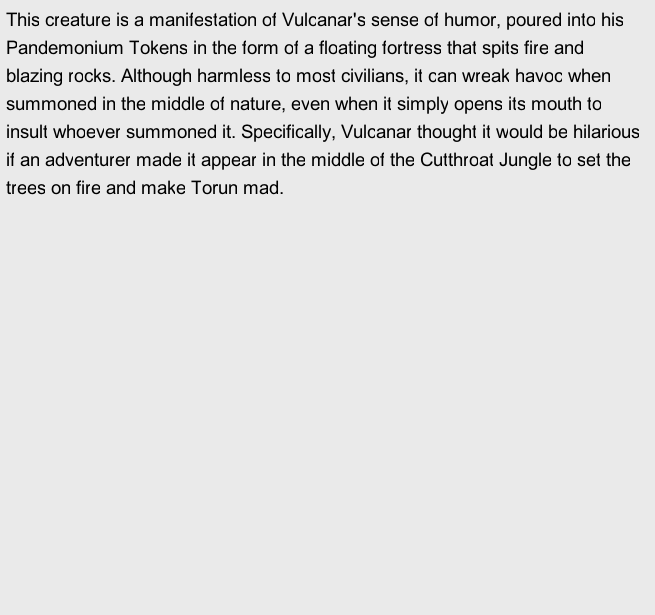 This creature is a manifestation of Vulcanar's sense of humor, poured into his
Pandemonium Tokens in the form of a floating fortress that spits fire and
blazing rocks. Although harmless to most civilians, it can wreak havoc when
summoned in the middle of nature, even when it simply opens its mouth to
insult whoever summoned it. Specifically, Vulcanar thought it would be hilarious
if an adventurer made it appear in the middle of the Cutthroat Jungle to set the
trees on fire and make Torun mad.